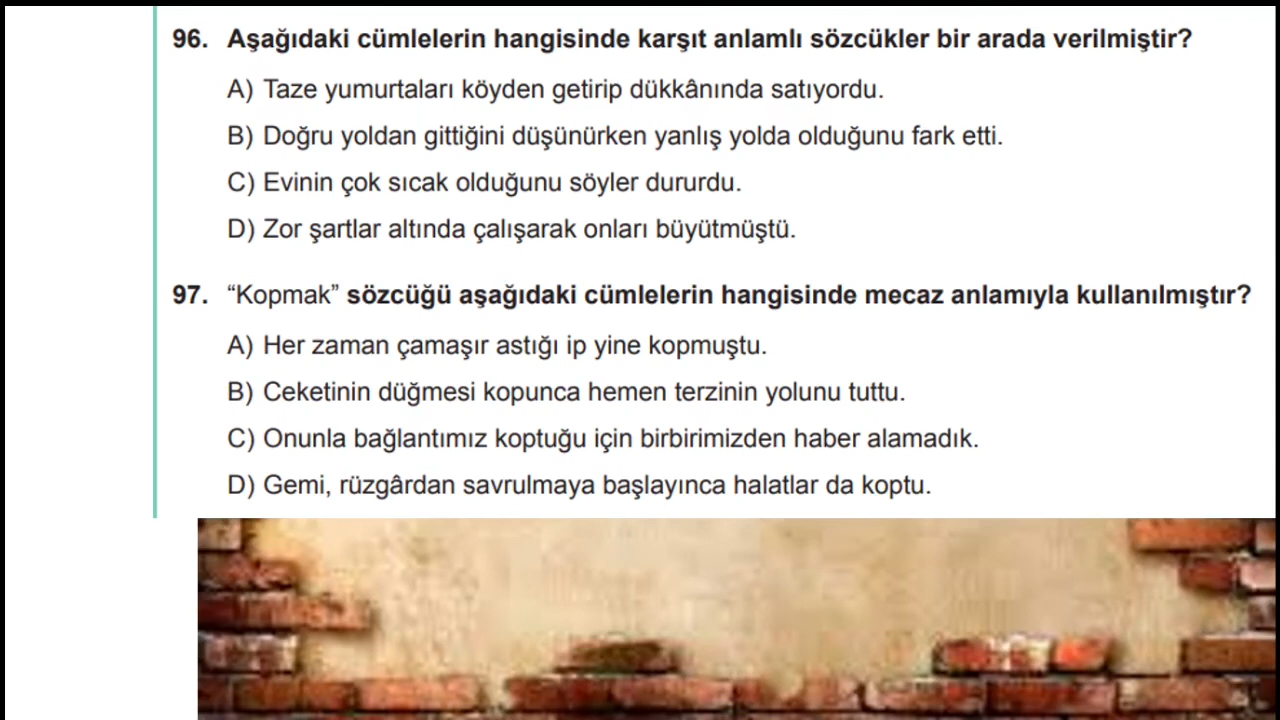 96. Aşağıdaki cümlelerin hangisinde karşıt anlamlı sözcükler bir arada verilmiştir?
A) Taze yumurtaları köyden getirip dükkânında satıyordu.
B) Doğru yoldan gittiğini düşünürken yanlış yolda olduğunu fark etti.
C) Evinin çok sıcak olduğunu söyler dururdu.
D) Zor şartlar altında çalışarak onları büyütmüştü.
97. “Kopmak” sözcüğü aşağıdaki cümlelerin hangisinde mecaz anlamıyla kullanılmıştır?
A) Her zaman çamaşır astığı ip yine kopmuştu.
B) Ceketinin düğmesi kopunca hemen terzinin yolunu tuttu.
C) Onunla bağlantımız koptuğu için birbirimizden haber alamadık.
D) Gemi, rüzgârdan savrulmaya başlayınca halatlar da koptu.